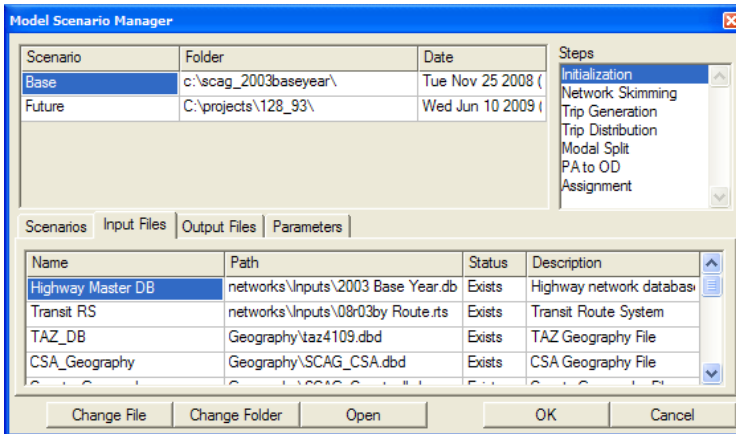 Model Scenario Manager
Scenario Folder Date
Base c:\scag_2003baseyear\ Tue Nov 25 2008 (
Future C:\projects\128_93\ Wed Jun 10 2009 (
Steps
Initialization
Network Skimming
Trip Generation
Trip Distribution
Modal Split
PA to OD
Assignment
Scenarios Input Files Output Files Parameters
Name Path Status Description
Highway Master DB networks\Inputs\2003 Base Year.db Exists Highway network databas
Transit RS networks\Inputs\08r03by Route.rts Exists Transit Route System
TAZ_DB Geography\taz4109.dbd Exists TAZ Geography File
CSA_Geography Geography\SCAG_CSA.dbd Exists CSA Geography File
Change File Change Folder Open OK Cancel